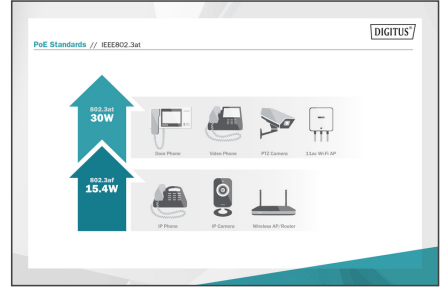 DIGITUS®
PoE Standards // IEEE802.3at
802.3at
30W
Door Phone Video Phone PTZ Camera 11ac Wi-Fi AP
802.3af
15.4W
IP Phone IP Camera Wireless AP/Router